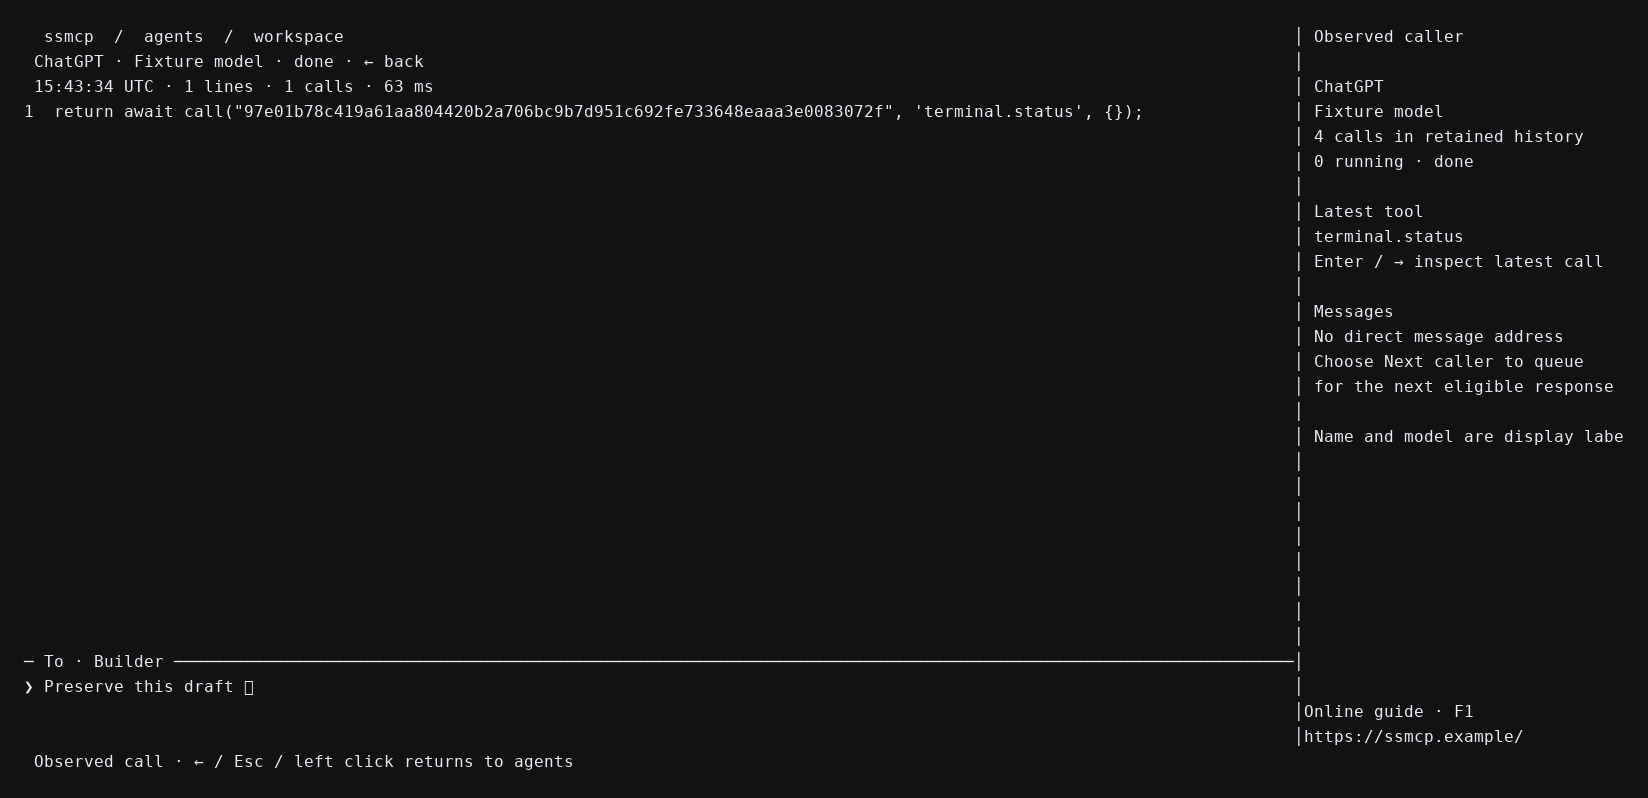 ssmcp / agents / workspace
ChatGPT · Fixture model · done · ← back
15:43:34 UTC · 1 lines · 1 calls · 63 ms
1 return await call("97e01b78c419a61aa804420b2a706bc9b7d951c692fe733648eaaa3e0083072f", 'terminal.status', {});
─ To · Builder
❯ Preserve this draft
Observed call · ← / Esc / left click returns to agents
Observed caller
ChatGPT
Fixture model
4 calls in retained history
0 running · done
Latest tool
terminal.status
Enter / → inspect latest call
Messages
No direct message address
Choose Next caller to queue
for the next eligible response
Name and model are display labe
Online guide · F1
https://ssmcp.example/